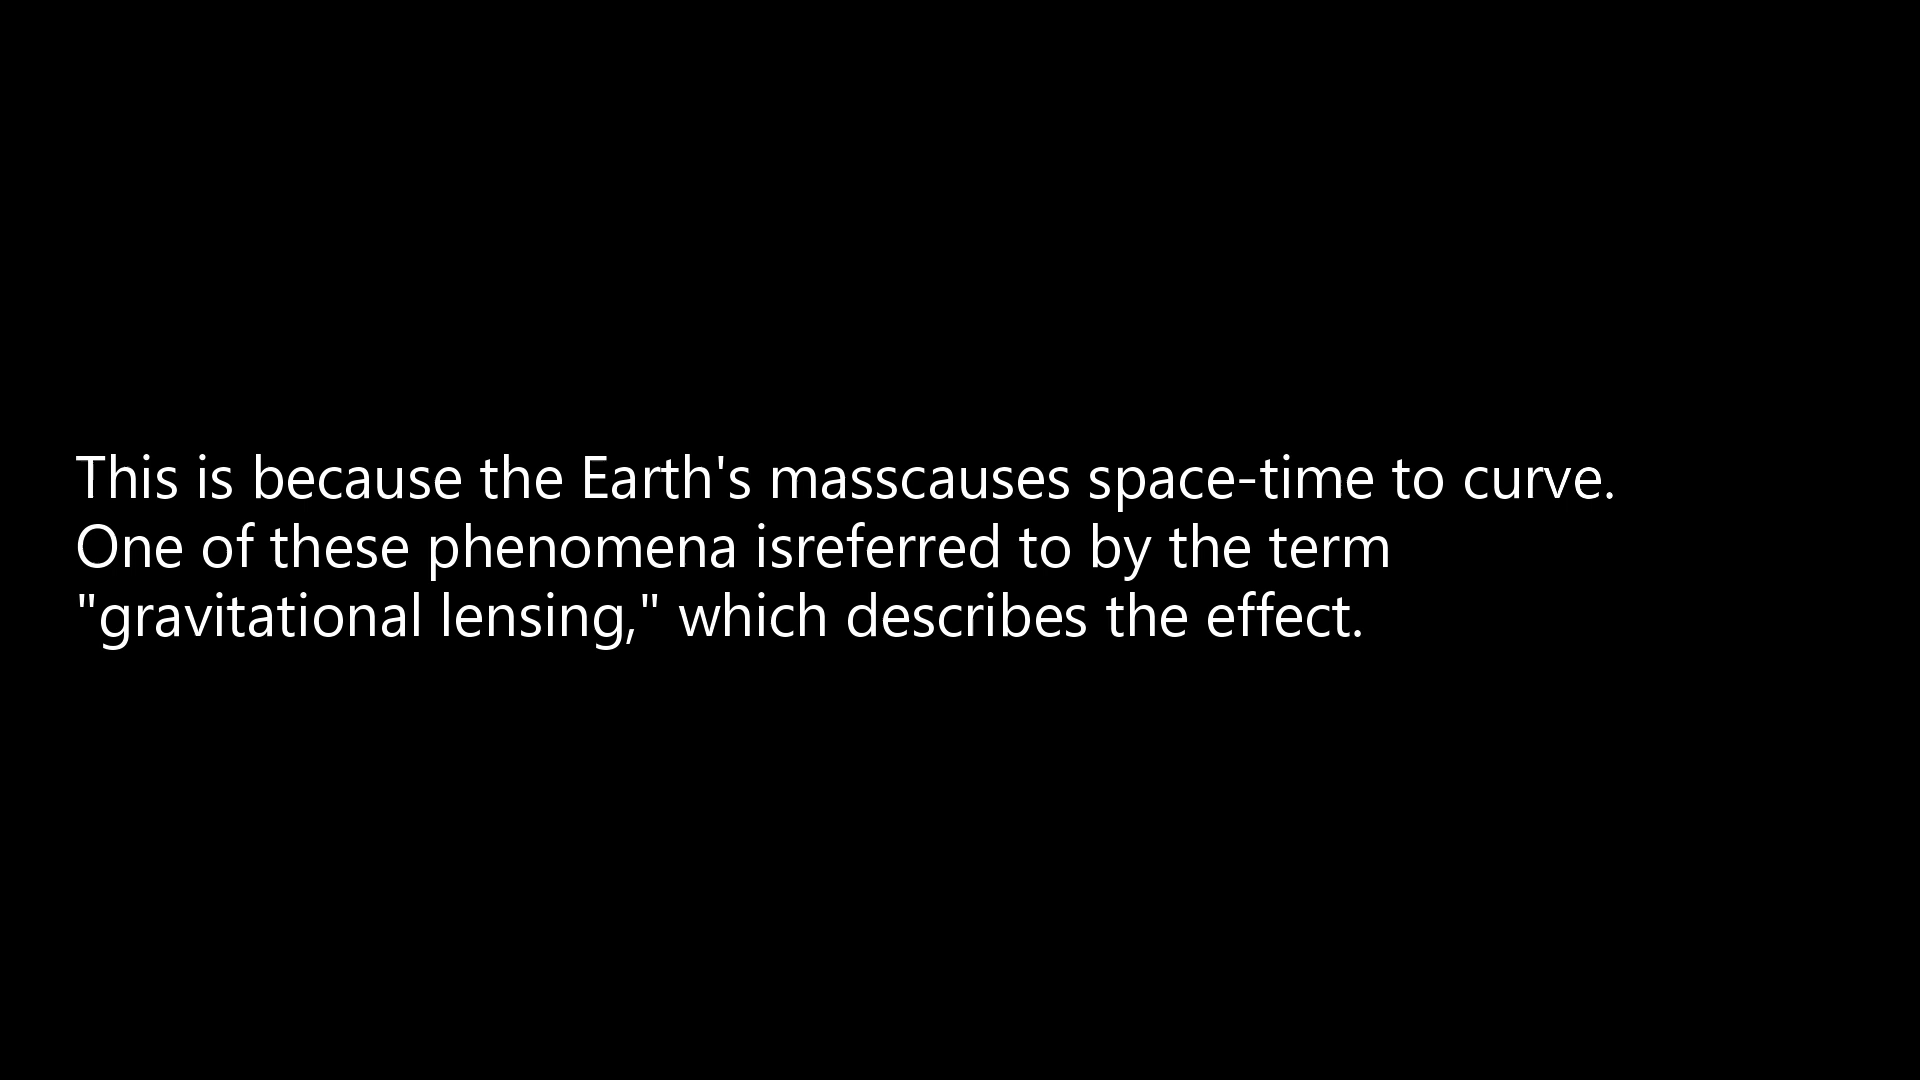 This is because the Earth's masscauses space-time to curve.
One of these phenomena isreferred to by the term
"gravitational lensing," which describes the effect.